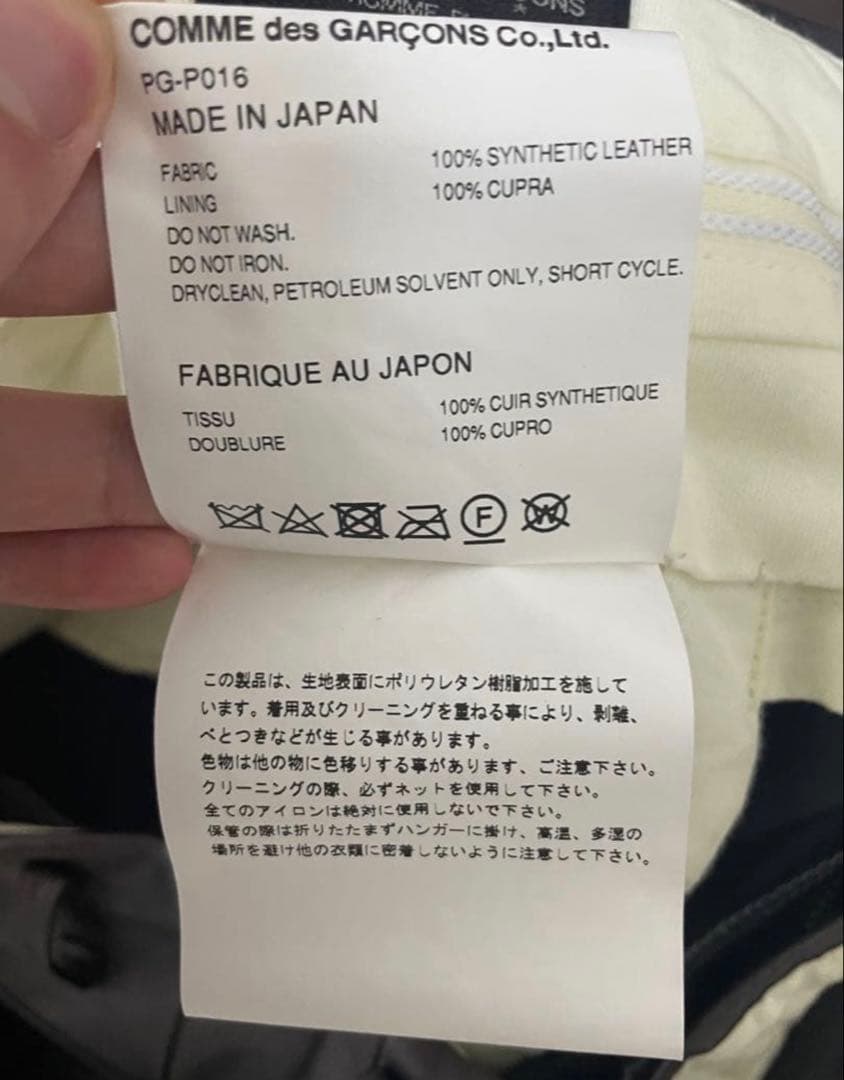 COMME des GARÇONS Co.,Ltd.
PG-P016
MADE IN JAPAN
FABRIC 100% SYNTHETIC LEATHER
LINING 100% CUPRA
DO NOT WASH.
DO NOT IRON.
DRYCLEAN, PETROLEUM SOLVENT ONLY, SHORT CYCLE.
FABRIQUE AU JAPON
TISSU 100% CUIR SYNTHETIQUE
DOUBLURE 100% CUPRO
F W
この製品は、生地表面にポリウレタン樹脂加工を施して
います。着用及びクリーニングを重ねる事により、剥離、
べとつきなどが生じる事があります。
色物は他の物に色移りする事があります、ご注意下さい。
クリーニングの際、必ずネットを使用して下さい。
全てのアイロンは絶対に使用しないで下さい。
保管の際は折りたたまずハンガーに掛け、高温、多湿の
場所を避け他の衣類に密着しないように注意して下さい。